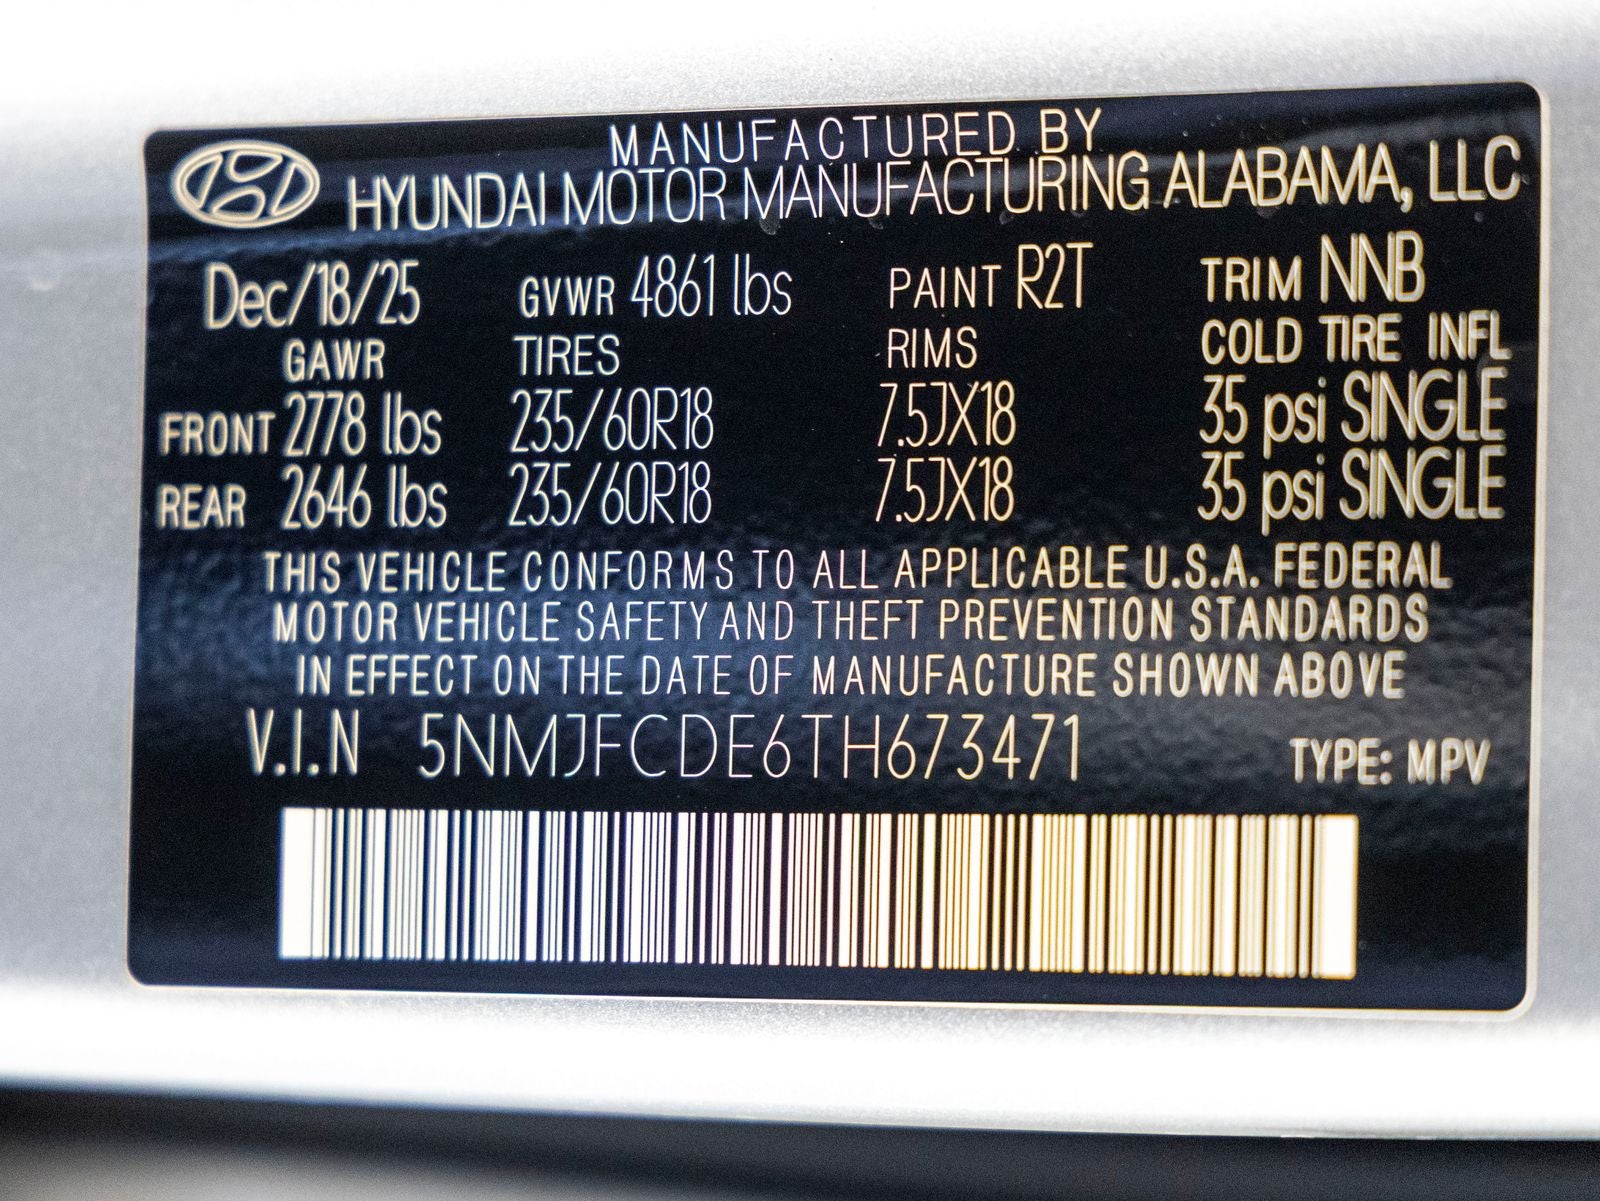 MANUFACTURED BY
HYUNDAI MOTOR MANUFACTURING ALABAMA, LLC
Dec/18/25 GVWR 4861 lbs PAINT R2T TRIM NNB
GAWR TIRES RIMS COLD TIRE INFL
FRONT 2778 lbs 235/60R18 7.5JX18 35 psi SINGLE
REAR 2646 lbs 235/60R18 7.5JX18 35 psi SINGLE
THIS VEHICLE CONFORMS TO ALL APPLICABLE U.S.A. FEDERAL
MOTOR VEHICLE SAFETY AND THEFT PREVENTION STANDARDS
IN EFFECT ON THE DATE OF MANUFACTURE SHOWN ABOVE
V.I.N 5NMJFCDE6TH673471 TYPE: MPV